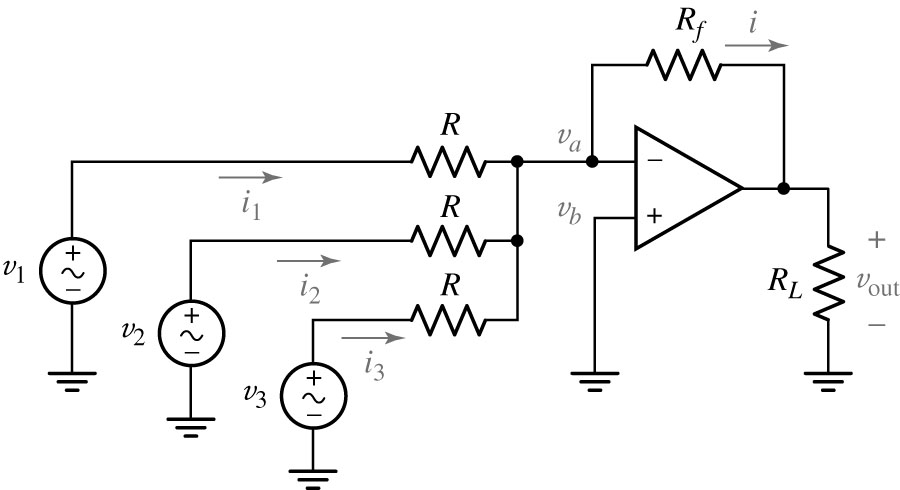 R_f
i
R
v_a
−
i_1
R
v_b
+
v_1
+
−
i_2
R
R_L
+
v_out
−
v_2
+
−
i_3
v_3
+
−